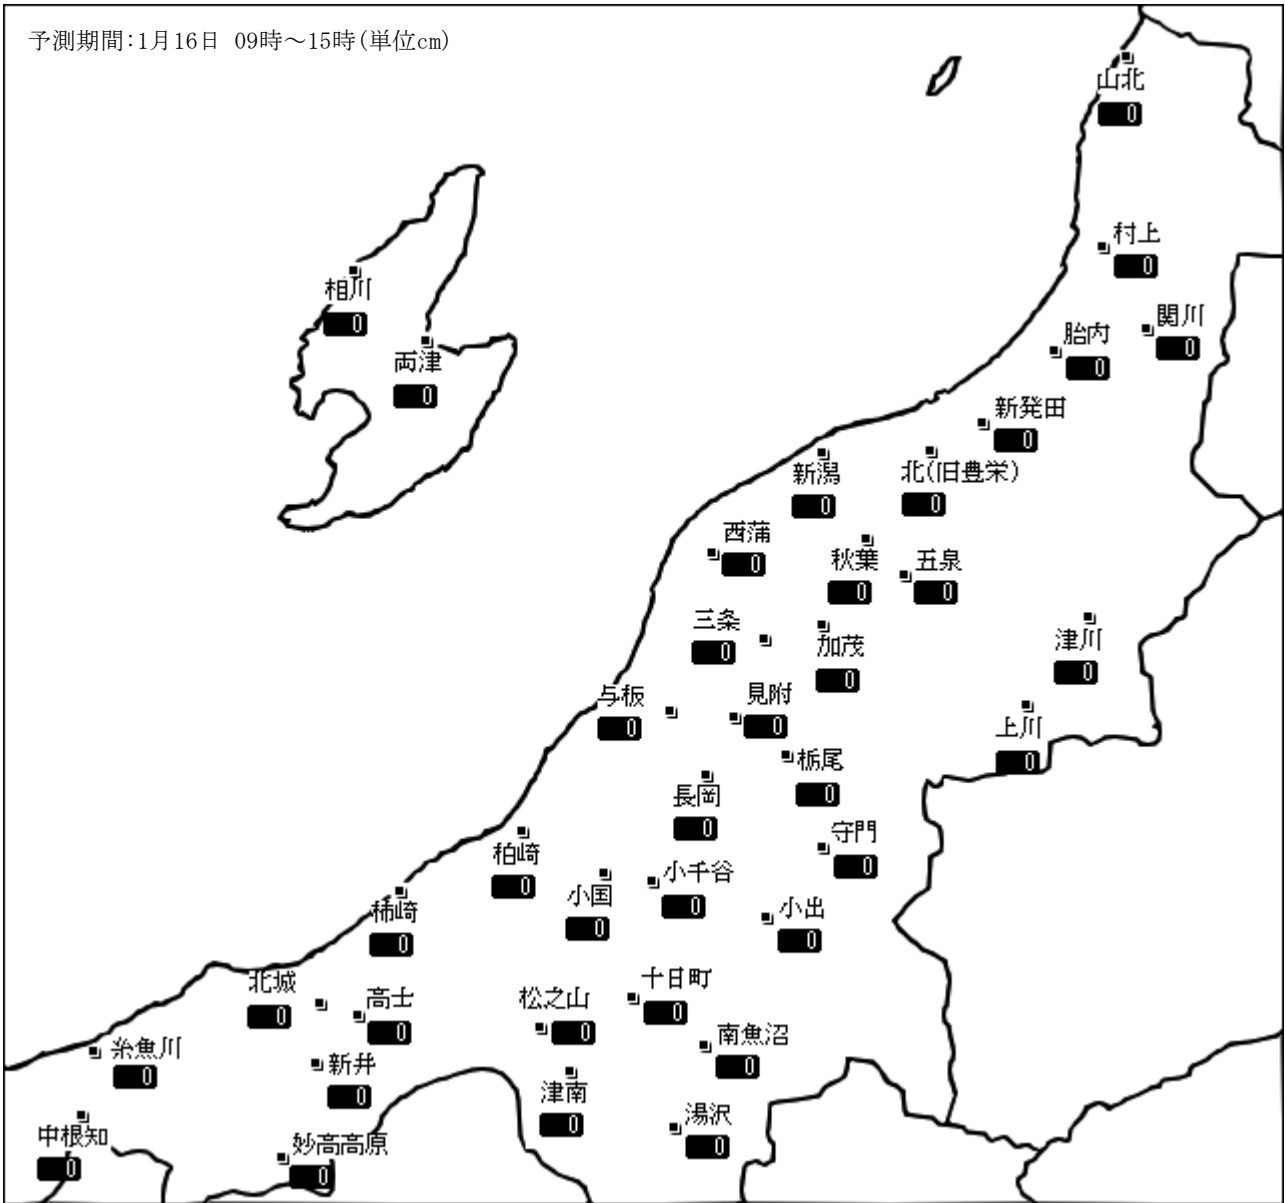 予測期間:1月16日 09時~15時(単位cm)
山北
0
村上
0
相川
0
関川
0
胎内
0
両津
0
新発田
0
新潟
0
北(旧豊栄)
0
西蒲
0
秋葉
0
五泉
0
三条
0
加茂
0
津川
0
与板
0
見附
0
上川
0
栃尾
0
長岡
0
守門
0
柏崎
0
小千谷
0
小国
0
柿崎
0
小出
0
北城
0
十日町
0
高士
0
松之山
0
南魚沼
0
糸魚川
0
新井
0
津南
0
湯沢
0
中根知
0
妙高高原
0